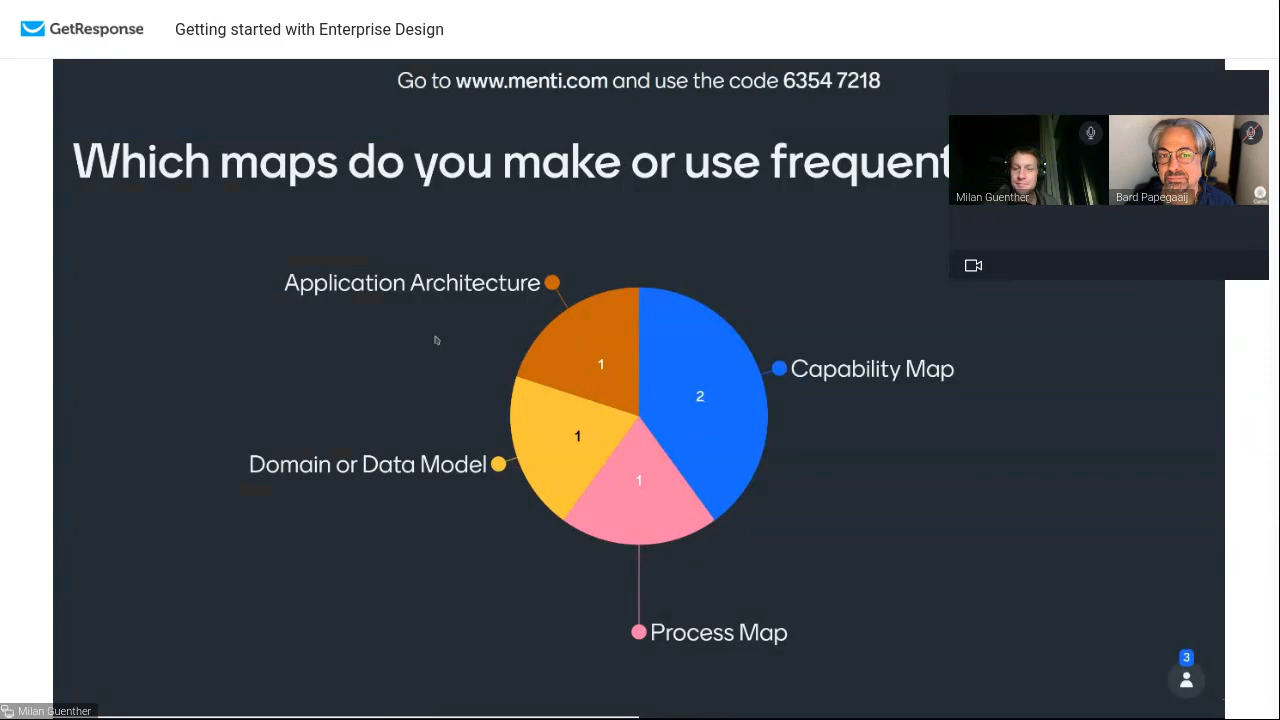 GetResponse
Getting started with Enterprise Design
Go to www.menti.com and use the code 6354 7218
Which maps do you make or use frequent
Milan Guenther
Bard Papegaaij
Application Architecture
1
2
Capability Map
Domain or Data Model
1
1
Process Map
3
Milan Guenther